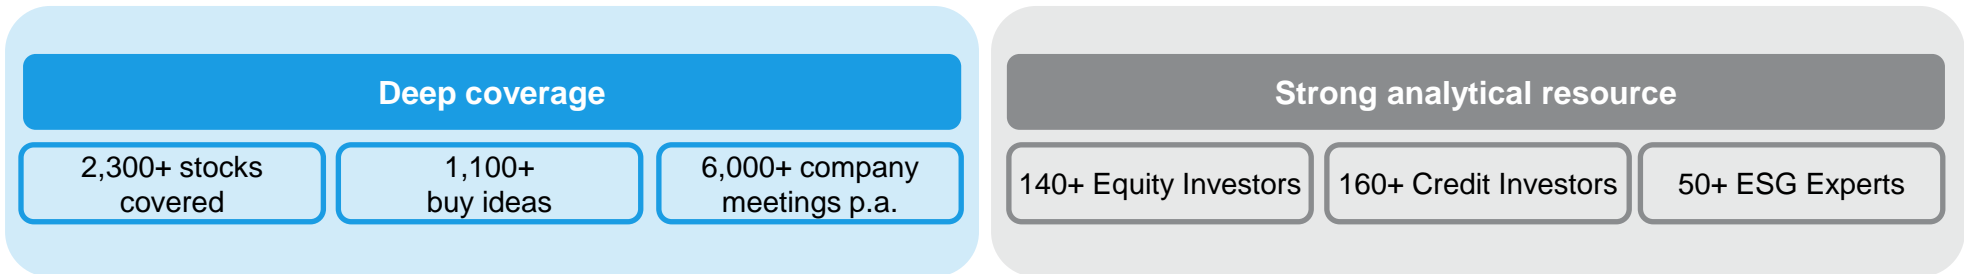 Deep coverage
2,300+ stocks
covered
1,100+
buy ideas
6,000+ company
meetings p.a.
Strong analytical resource
140+ Equity Investors
160+ Credit Investors
50+ ESG Experts